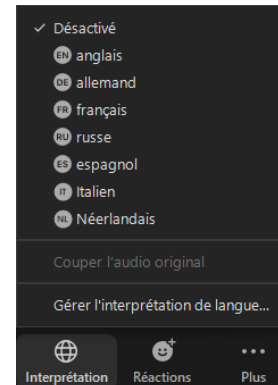 Désactivé
EN anglais
DE allemand
FR français
RU russe
ES espagnol
IT Italien
NL Néerlandais
Couper l'audio original
Gérer l'interprétation de langue...
Interprétation Réactions Plus